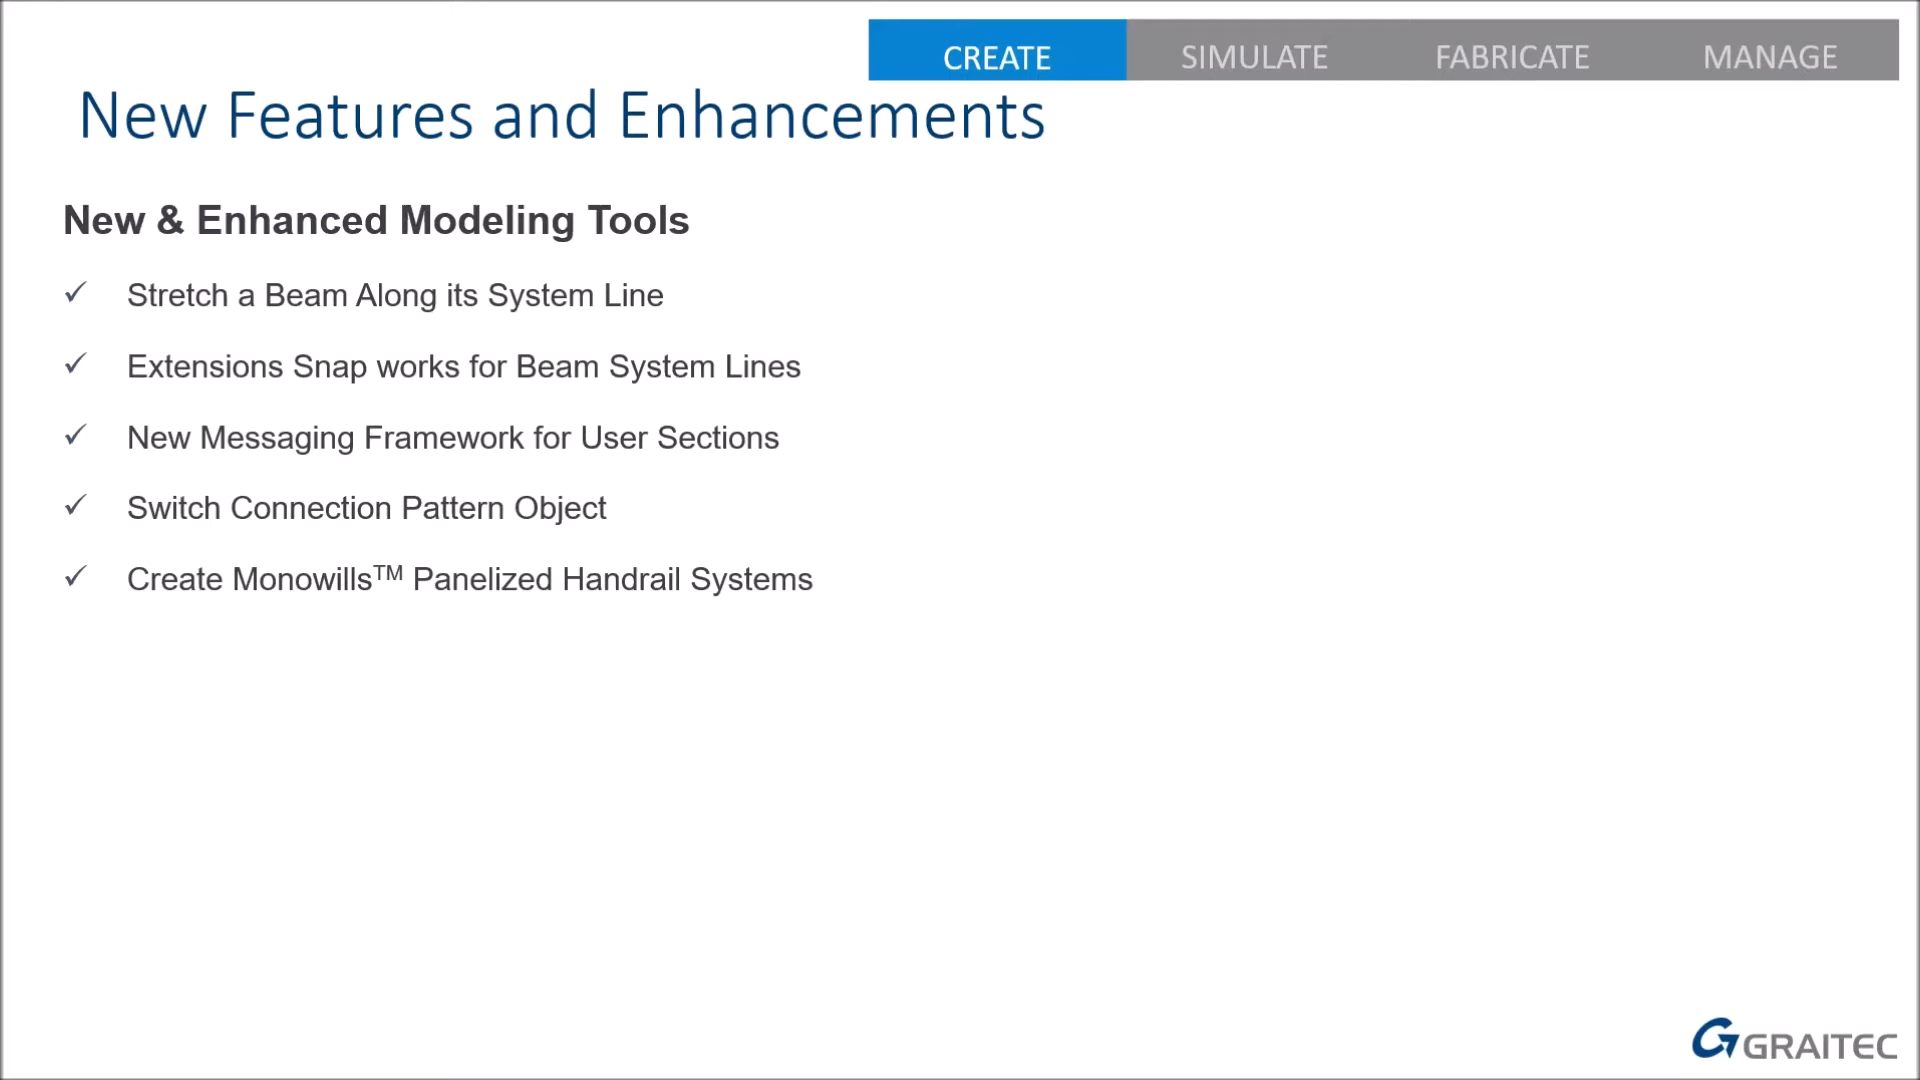 CREATE SIMULATE FABRICATE MANAGE
New Features and Enhancements
New & Enhanced Modeling Tools
✓ Stretch a Beam Along its System Line
✓ Extensions Snap works for Beam System Lines
✓ New Messaging Framework for User Sections
✓ Switch Connection Pattern Object
✓ Create Monowills™ Panelized Handrail Systems
GRAITEC